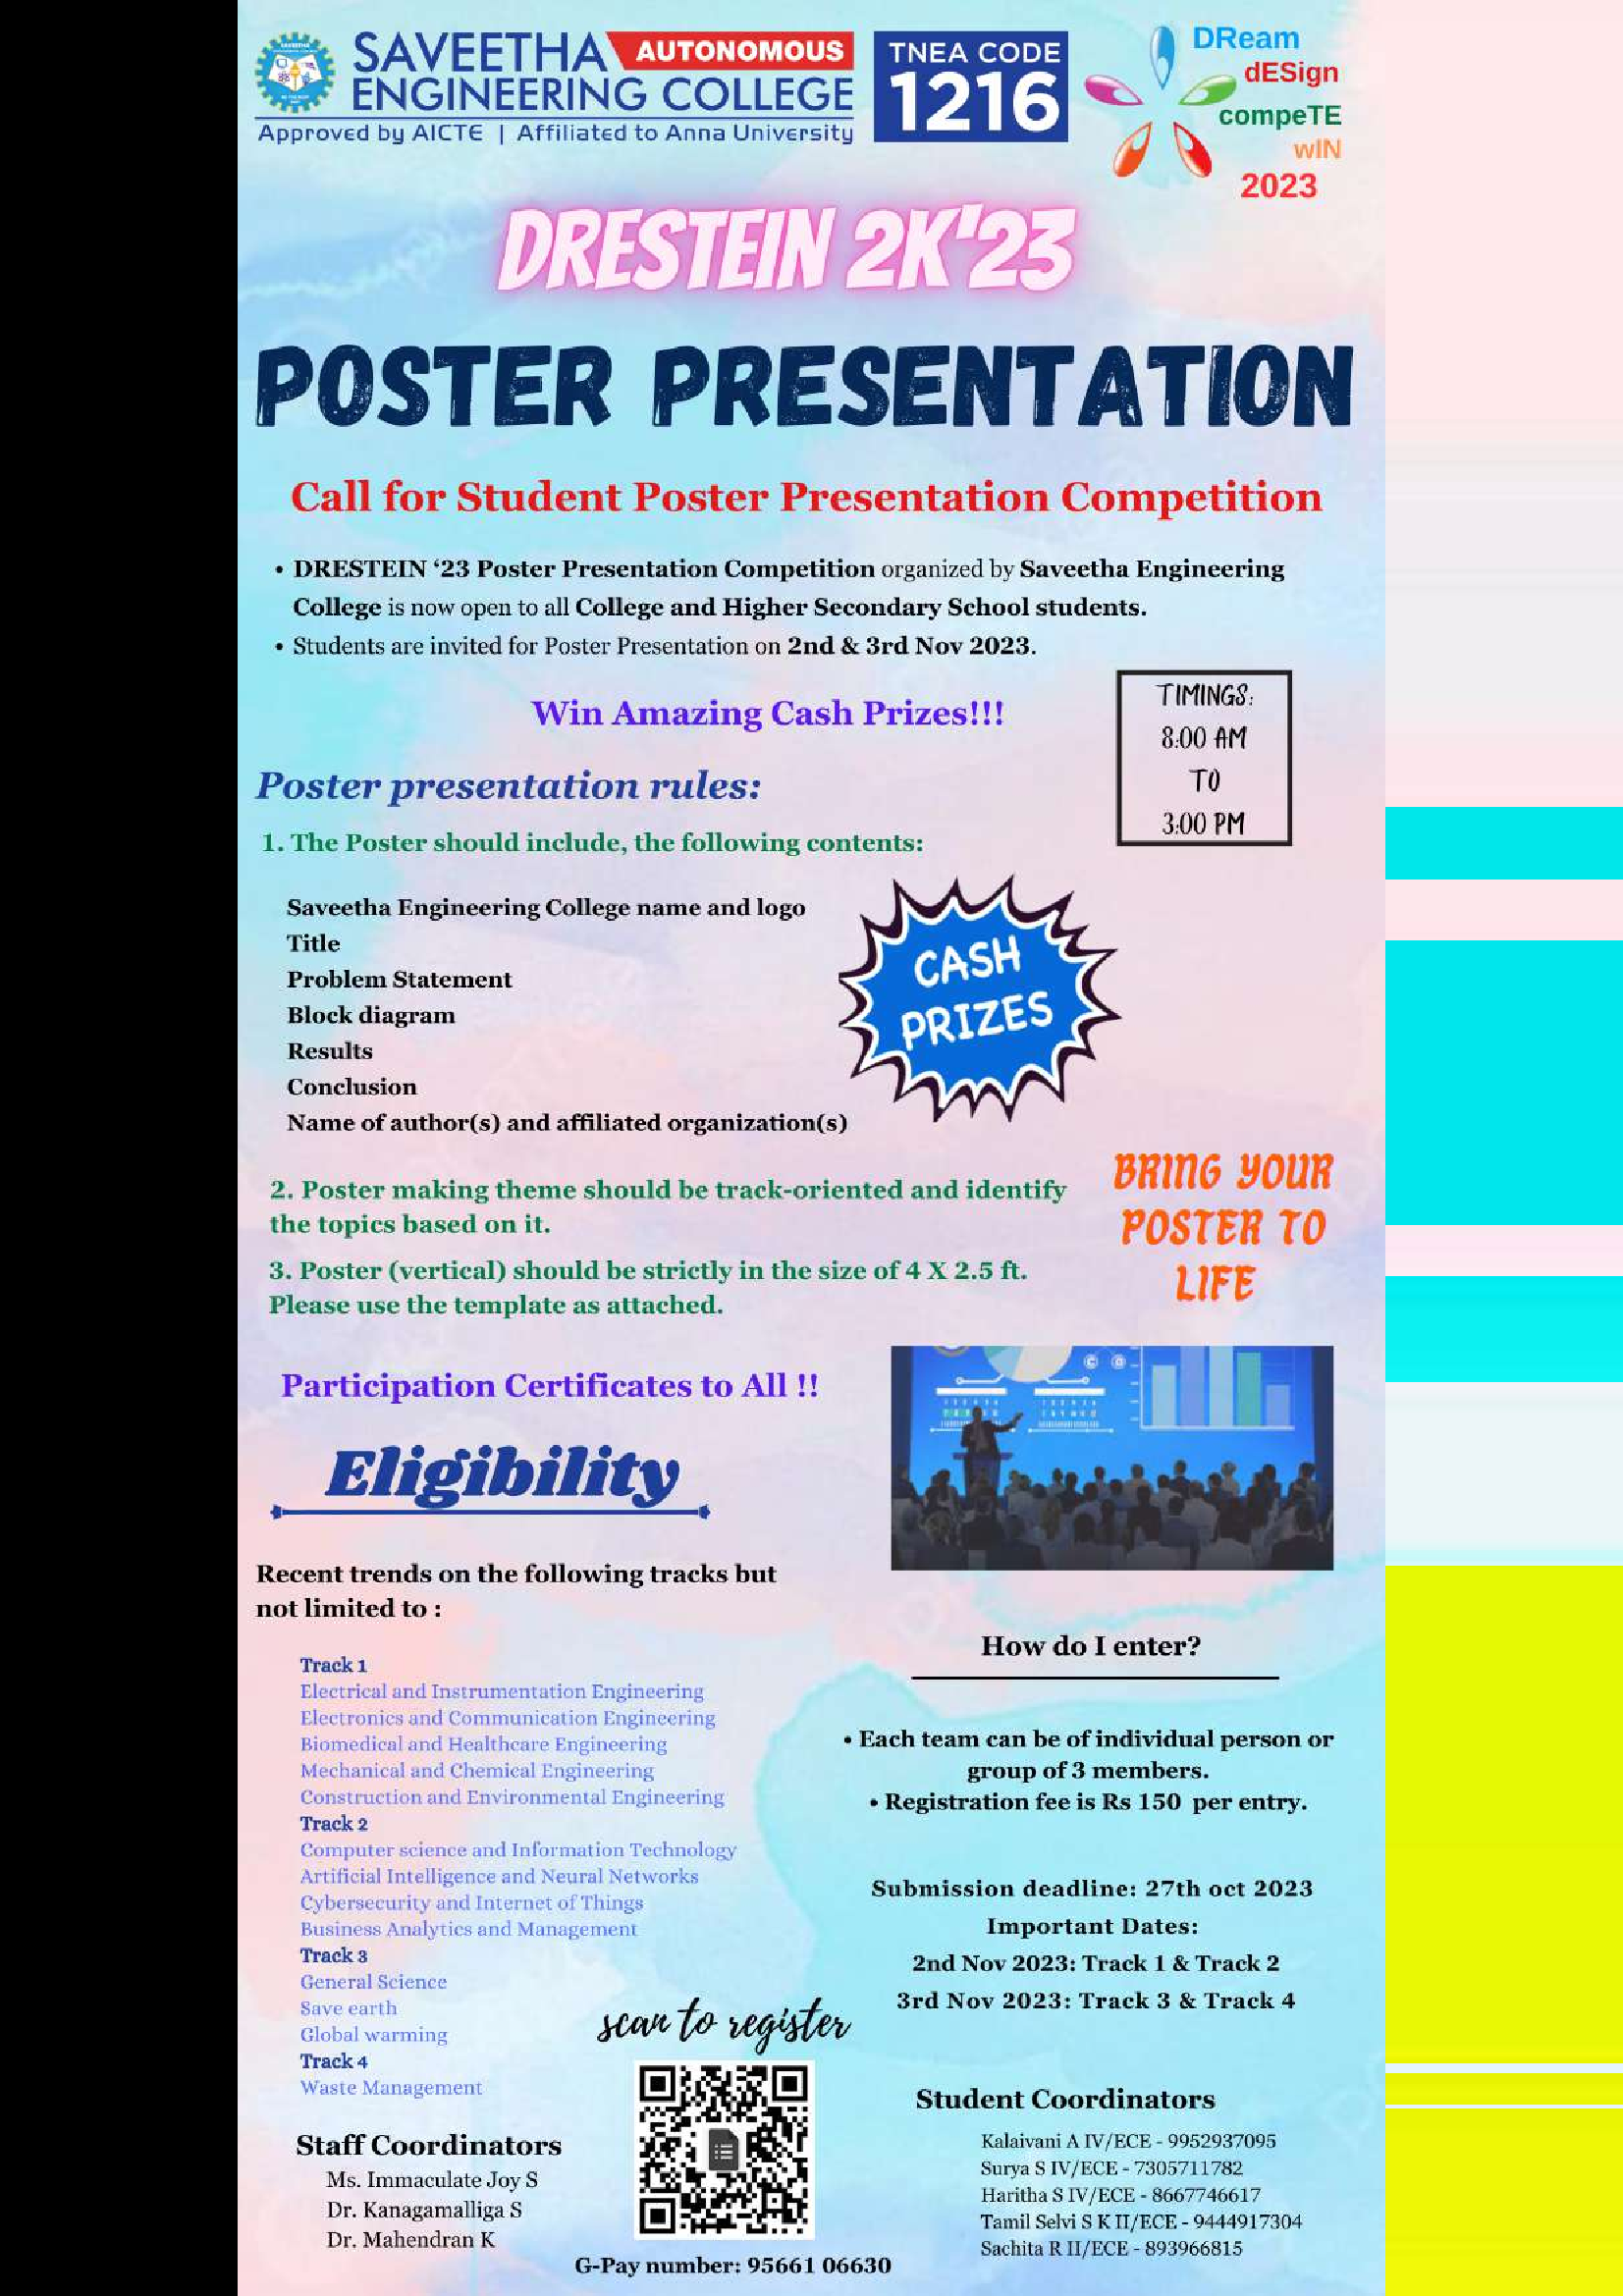 SAVEETHA AUTONOMOUS
ENGINEERING COLLEGE
Approved by AICTE | Affiliated to Anna University
TNEA CODE
1216
DReam
dESign
compeTE
wIN
2023
DRESTEIN 2K'23
POSTER PRESENTATION
Call for Student Poster Presentation Competition
• DRESTEIN ‘23 Poster Presentation Competition organized by Saveetha Engineering
College is now open to all College and Higher Secondary School students.
• Students are invited for Poster Presentation on 2nd & 3rd Nov 2023.
Win Amazing Cash Prizes!!!
TIMINGS:
8:00 AM
TO
3:00 PM
Poster presentation rules:
1. The Poster should include, the following contents:
Saveetha Engineering College name and logo
Title
Problem Statement
Block diagram
Results
Conclusion
Name of author(s) and affiliated organization(s)
CASH
PRIZES
2. Poster making theme should be track-oriented and identify
the topics based on it.
3. Poster (vertical) should be strictly in the size of 4 X 2.5 ft.
Please use the template as attached.
BRING YOUR
POSTER TO
LIFE
Participation Certificates to All !!
Eligibility
Recent trends on the following tracks but
not limited to :
Track 1
Electrical and Instrumentation Engineering
Electronics and Communication Engineering
Biomedical and Healthcare Engineering
Mechanical and Chemical Engineering
Construction and Environmental Engineering
Track 2
Computer science and Information Technology
Artificial Intelligence and Neural Networks
Cybersecurity and Internet of Things
Business Analytics and Management
Track 3
General Science
Save earth
Global warming
Track 4
Waste Management
How do I enter?
• Each team can be of individual person or
group of 3 members.
• Registration fee is Rs 150 per entry.
Submission deadline: 27th oct 2023
Important Dates:
2nd Nov 2023: Track 1 & Track 2
3rd Nov 2023: Track 3 & Track 4
scan to register
Staff Coordinators
Ms. Immaculate Joy S
Dr. Kanagamalliga S
Dr. Mahendran K
G-Pay number: 95661 06630
Student Coordinators
Kalaivani A IV/ECE - 9952937095
Surya S IV/ECE - 7305711782
Haritha S IV/ECE - 8667746617
Tamil Selvi S K II/ECE - 9444917304
Sachita R II/ECE - 893966815